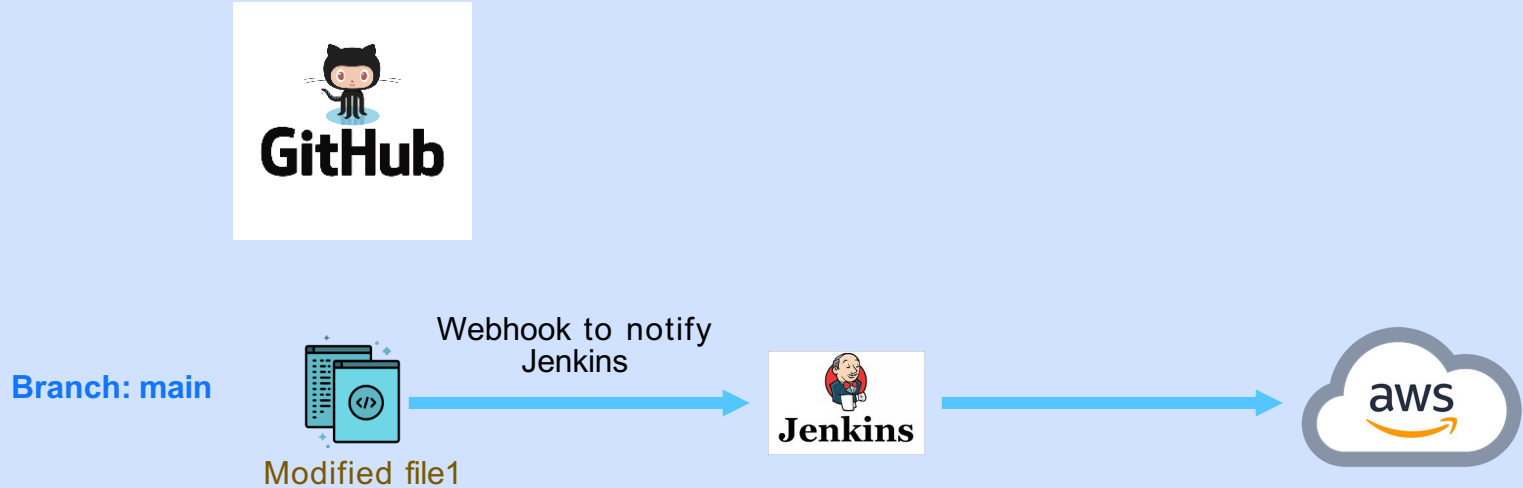 GitHub
Webhook to notify
Jenkins
Branch: main
</>
Jenkins
aws
Modified file1